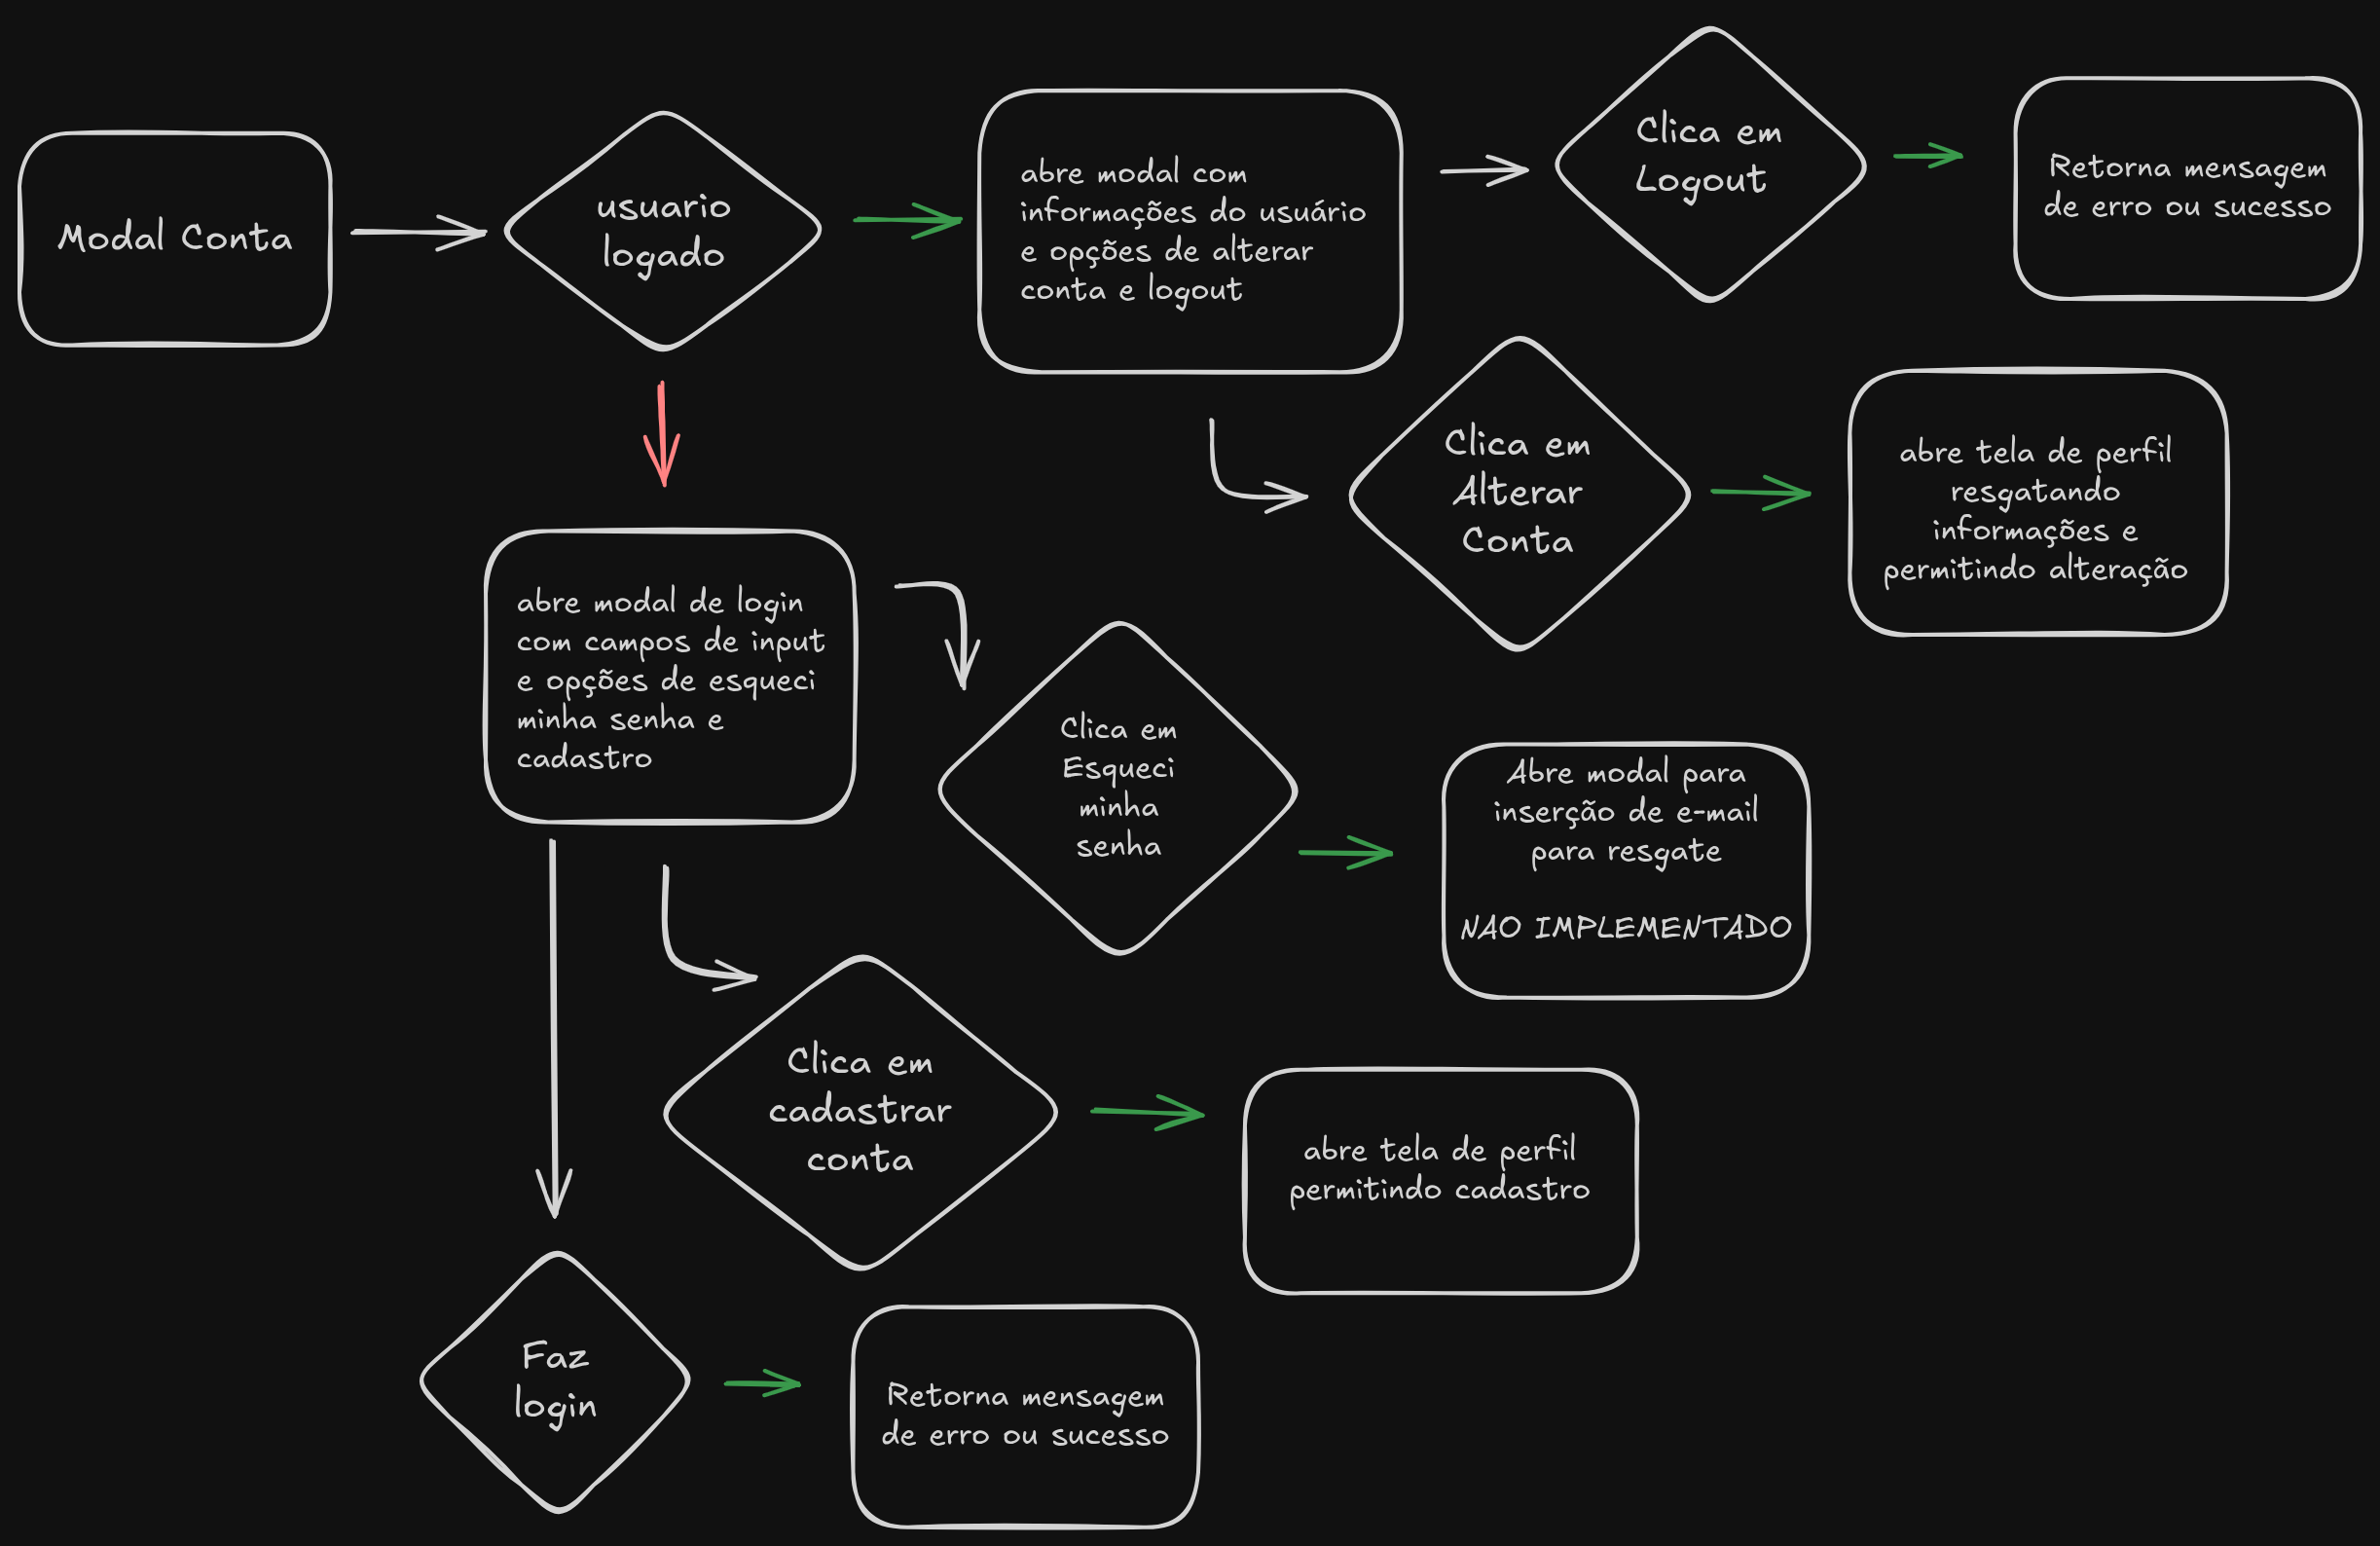 Modal Conta
usuario
logado
abre modal com
informações do usuário
e opções de alterar
conta e logout
Clica em
Logout
Retorna mensagem
de erro ou sucesso
Clica em
Alterar
Conta
abre tela de perfil
resgatando
informações e
permitindo alteração
abre modal de login
com campos de input
e opções de esqueci
minha senha e
cadastro
Clica em
Esqueci
minha
senha
Abre modal para
inserção de e-mail
para resgate
NAO IMPLEMENTADO
Clica em
cadastrar
conta
abre tela de perfil
permitindo cadastro
Faz
login
Retorna mensagem
de erro ou sucesso